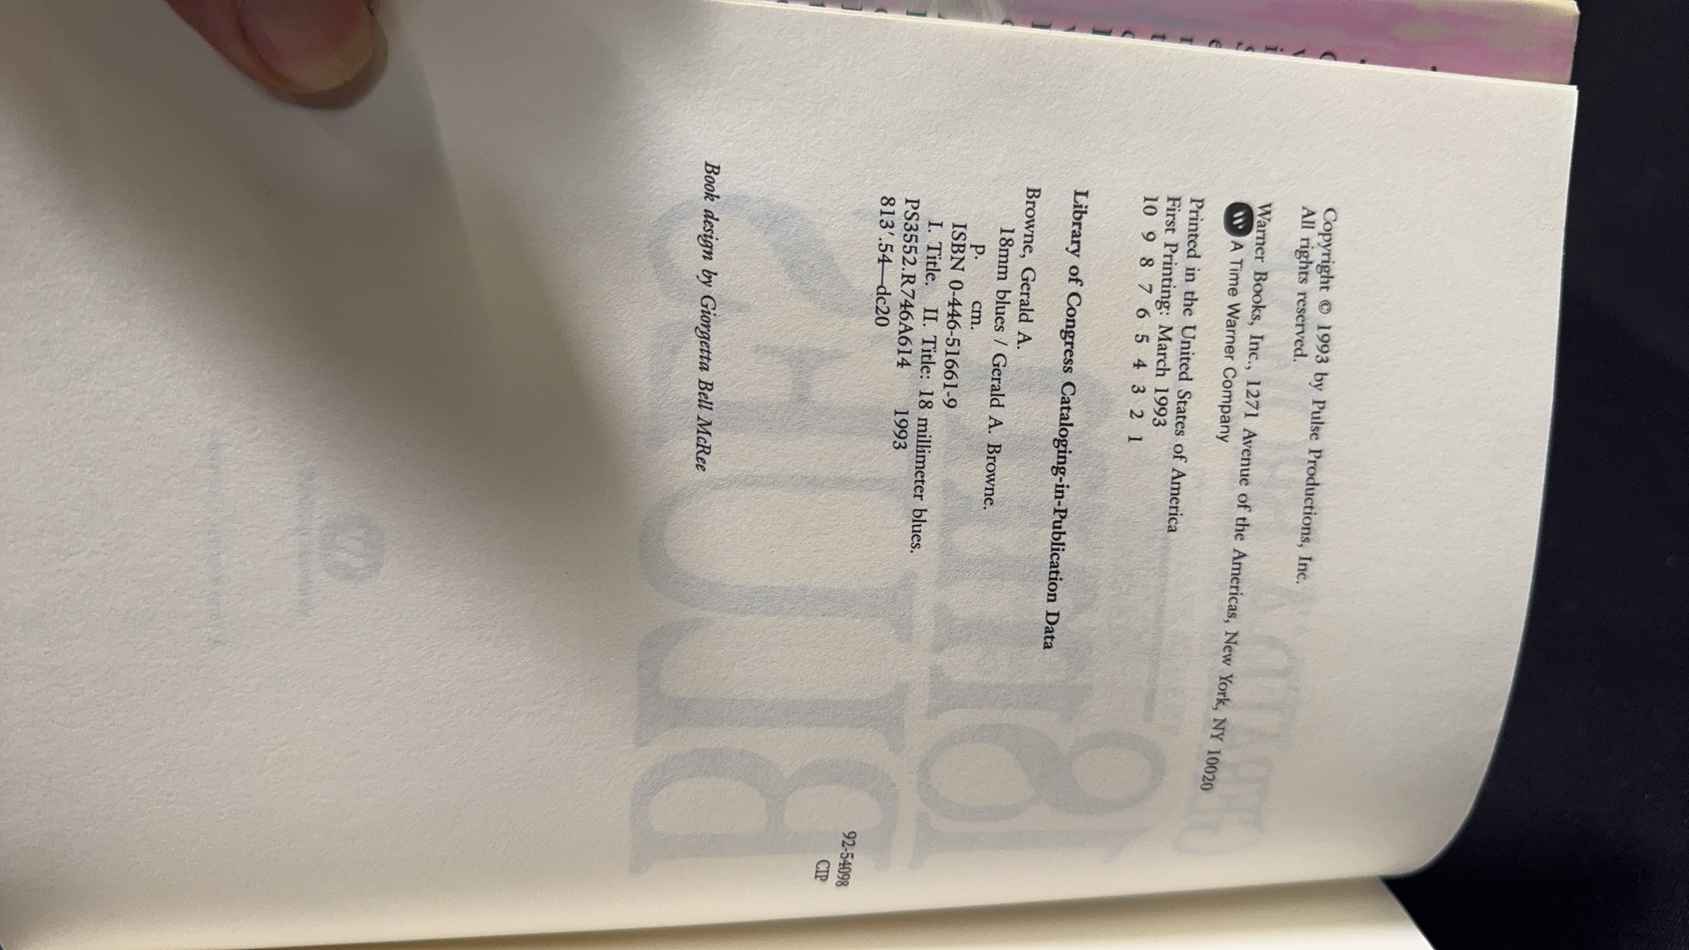 Copyright © 1993 by Pulse Productions, Inc.
All rights reserved.
Warner Books, Inc., 1271 Avenue of the Americas, New York, NY 10020
W A Time Warner Company
Printed in the United States of America
First Printing: March 1993
10 9 8 7 6 5 4 3 2 1
Library of Congress Cataloging-in-Publication Data
Browne, Gerald A.
18mm blues / Gerald A. Browne.
p. cm.
ISBN 0-446-51661-9
I. Title. II. Title: 18 millimeter blues.
PS3552.R746A614 1993
813'.54—dc20
92-54098
CIP
Book design by Giorgetta Bell McRee